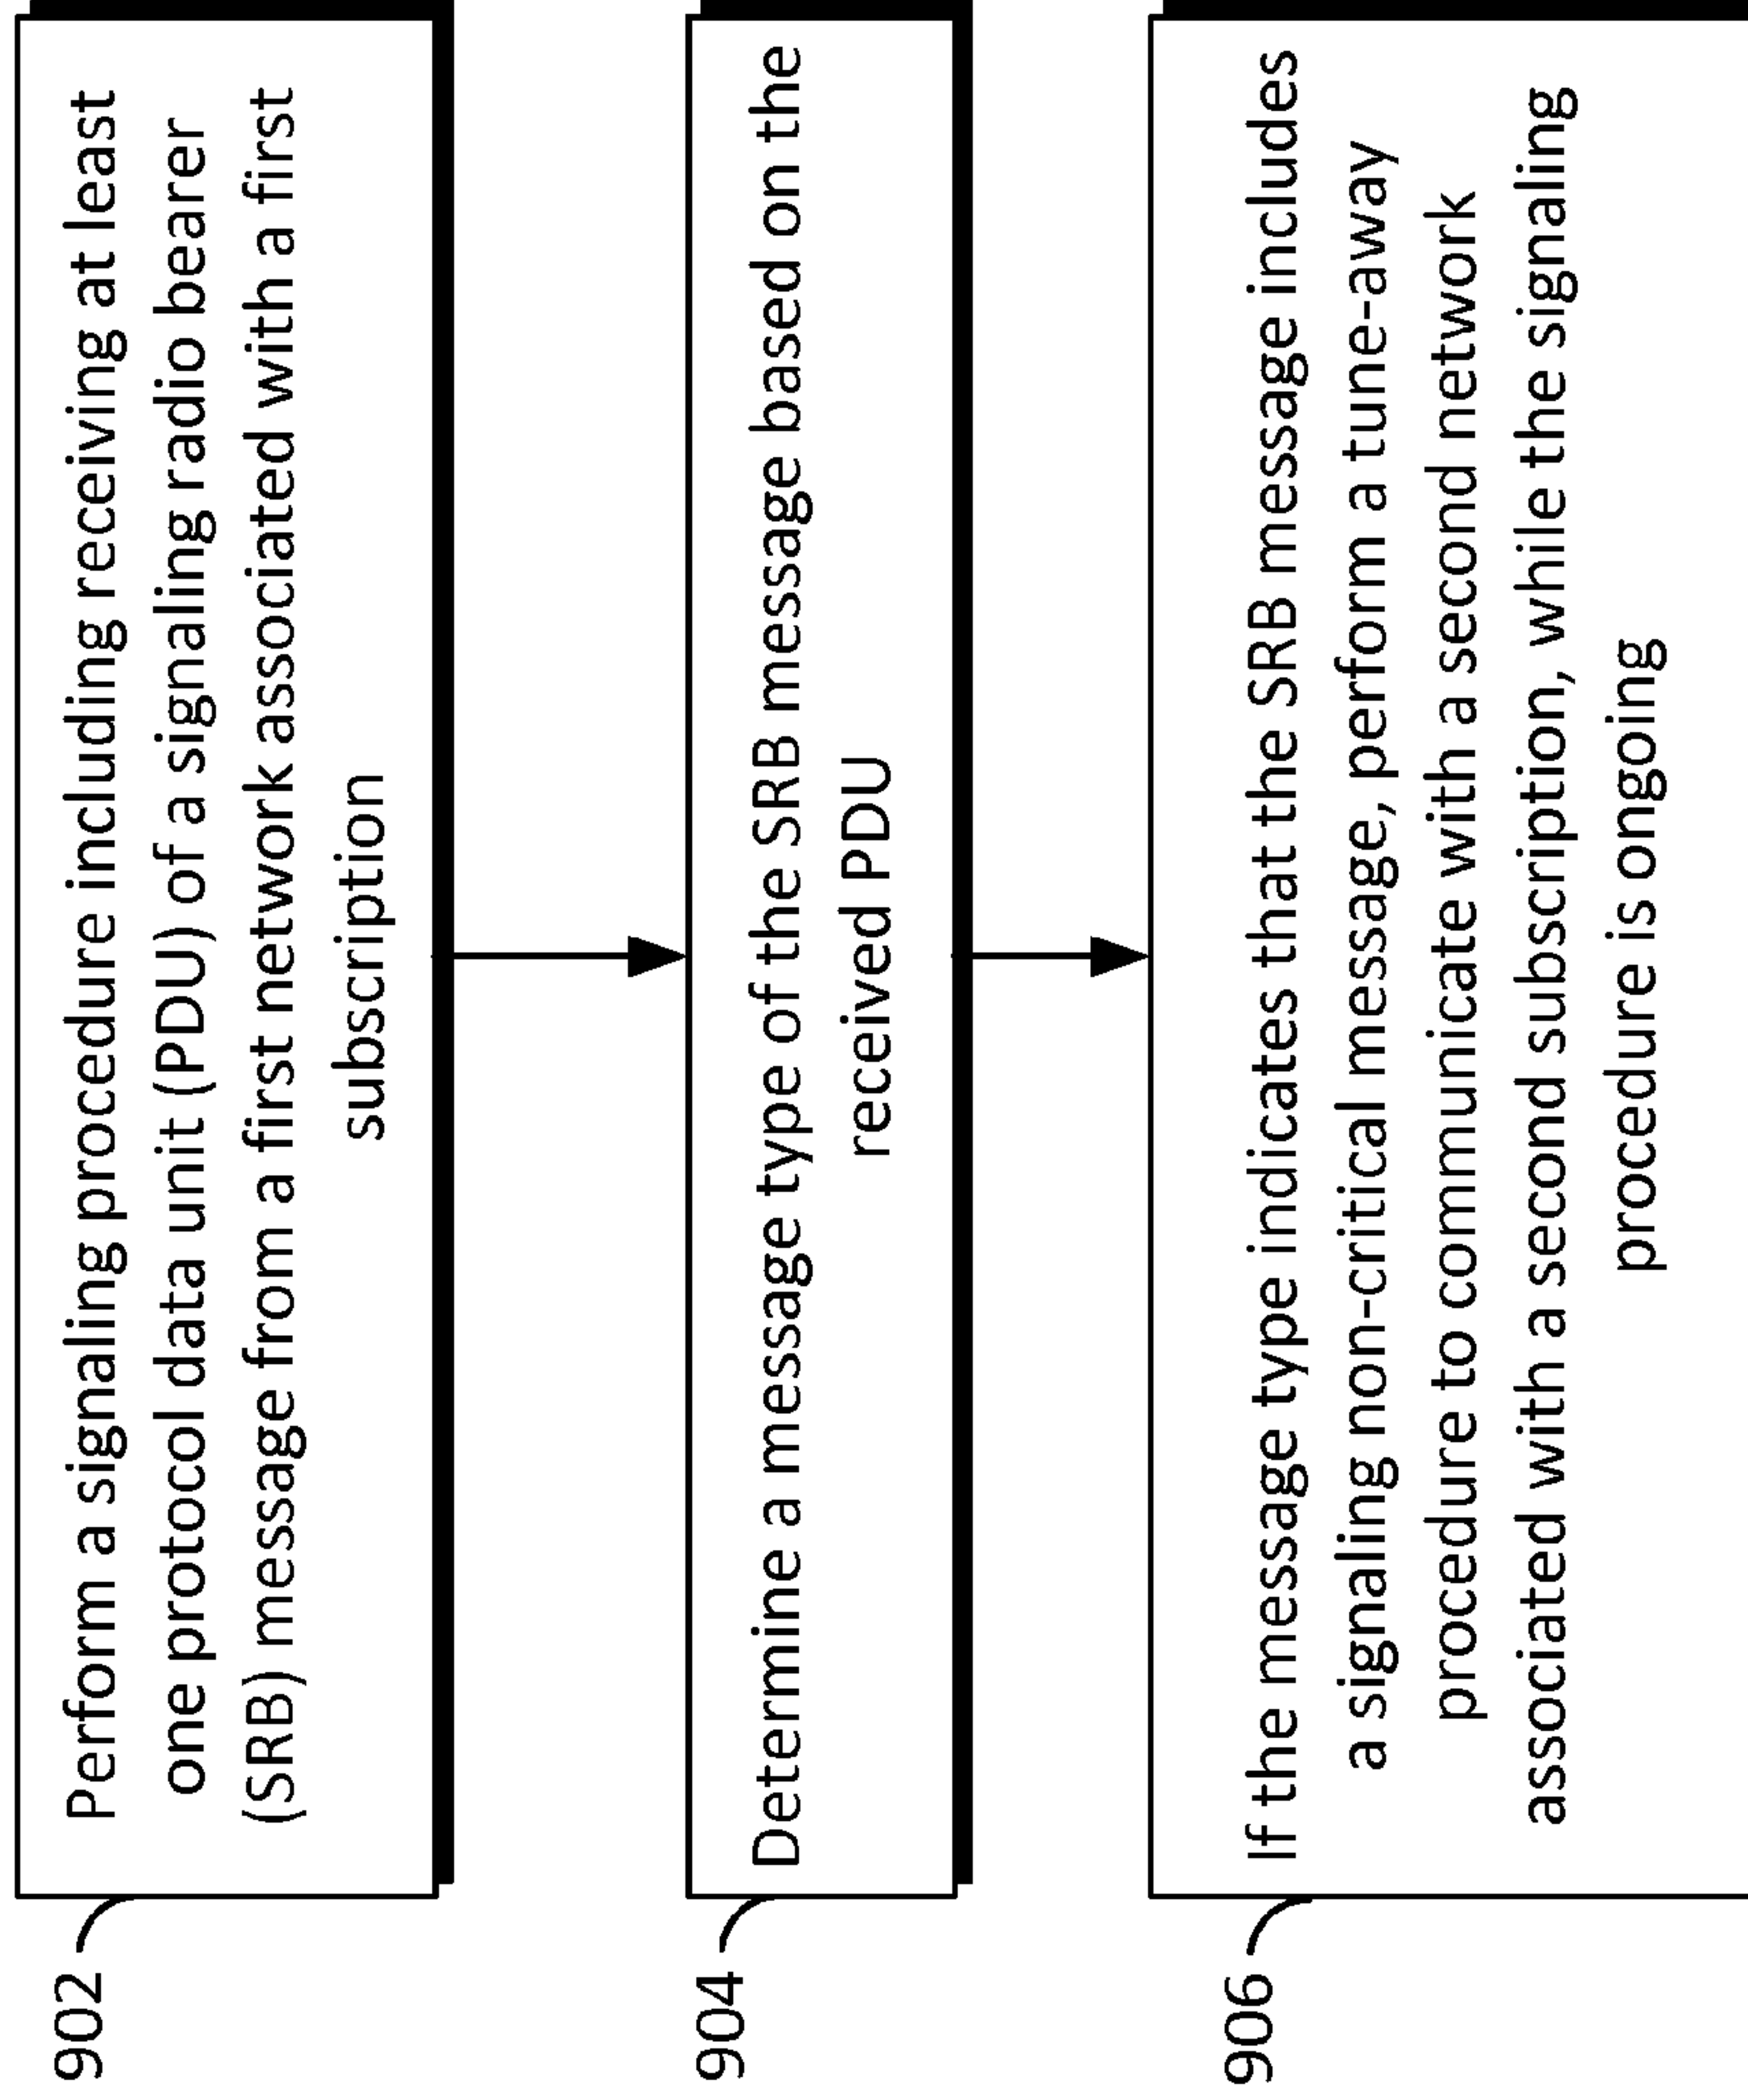 902
Perform a signaling procedure including receiving at least
one protocol data unit (PDU) of a signaling radio bearer
(SRB) message from a first network associated with a first
subscription
904
Determine a message type of the SRB message based on the
received PDU
906
If the message type indicates that the SRB message includes
a signaling non-critical message, perform a tune-away
procedure to communicate with a second network
associated with a second subscription, while the signaling
procedure is ongoing